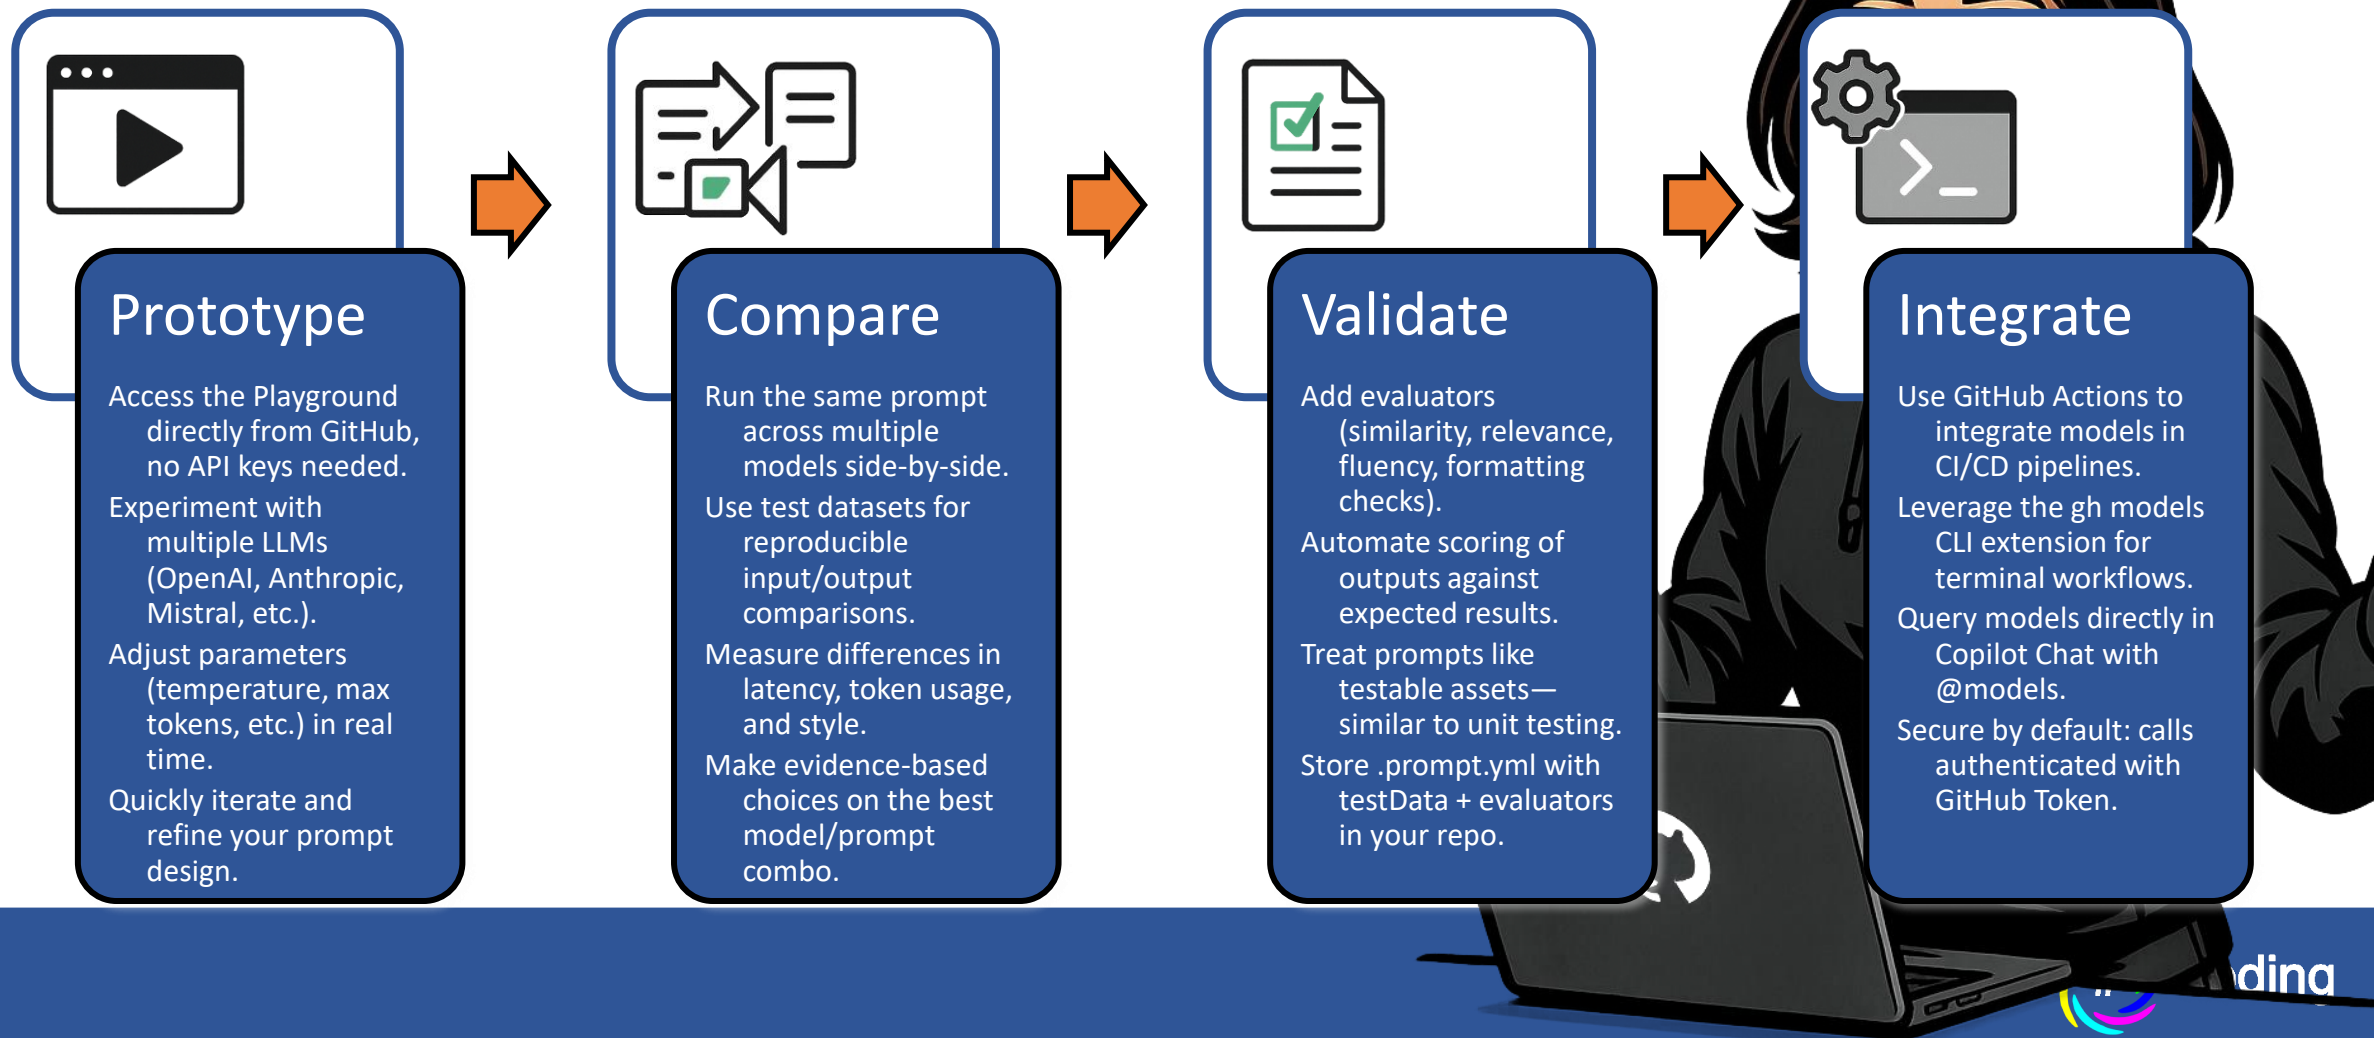 Prototype
Access the Playground
directly from GitHub,
no API keys needed.
Experiment with
multiple LLMs
(OpenAI, Anthropic,
Mistral, etc.).
Adjust parameters
(temperature, max
tokens, etc.) in real
time.
Quickly iterate and
refine your prompt
design.
Compare
Run the same prompt
across multiple
models side-by-side.
Use test datasets for
reproducible
input/output
comparisons.
Measure differences in
latency, token usage,
and style.
Make evidence-based
choices on the best
model/prompt
combo.
Validate
Add evaluators
(similarity, relevance,
fluency, formatting
checks).
Automate scoring of
outputs against
expected results.
Treat prompts like
testable assets—
similar to unit testing.
Store .prompt.yml with
testData + evaluators
in your repo.
Integrate
Use GitHub Actions to
integrate models in
CI/CD pipelines.
Leverage the gh models
CLI extension for
terminal workflows.
Query models directly in
Copilot Chat with
@models.
Secure by default: calls
authenticated with
GitHub Token.